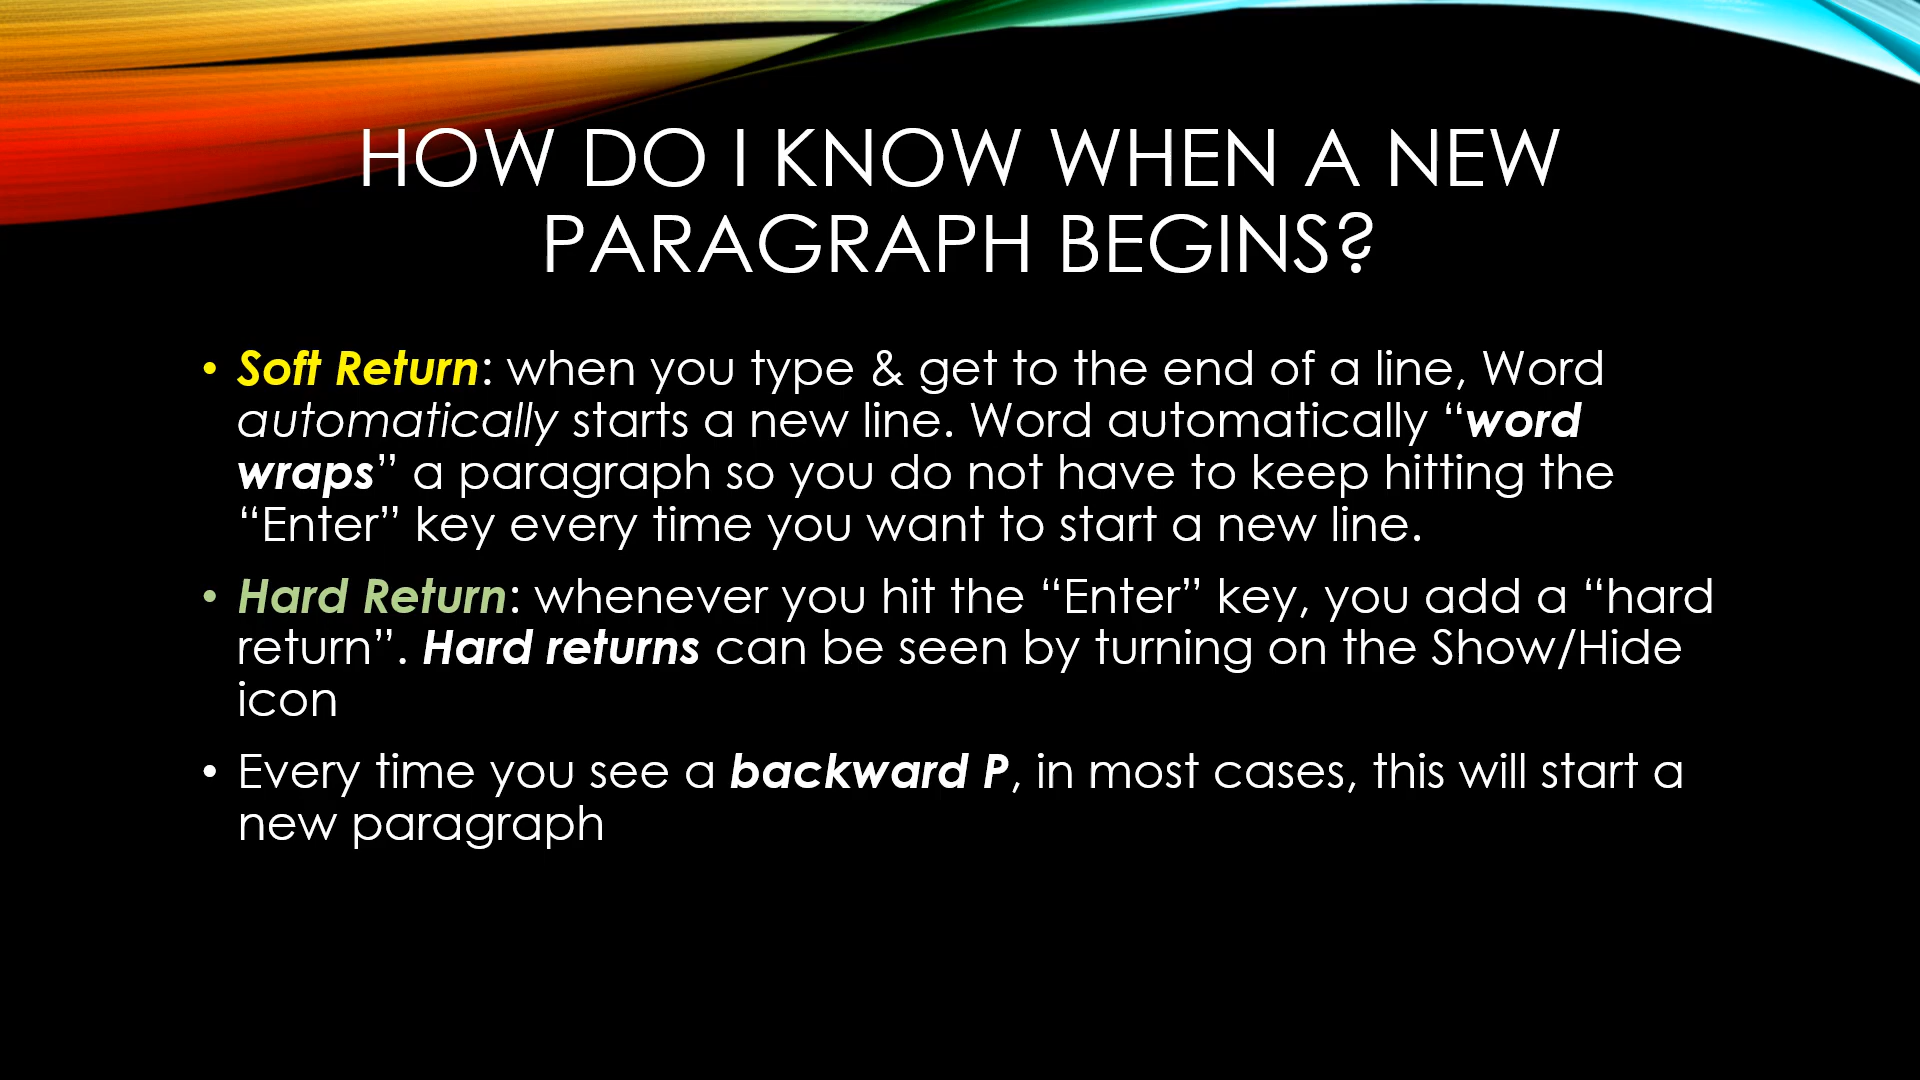 HOW DO I KNOW WHEN A NEW
PARAGRAPH BEGINS?
• Soft Return: when you type & get to the end of a line, Word
automatically starts a new line. Word automatically “word
wraps” a paragraph so you do not have to keep hitting the
“Enter” key every time you want to start a new line.
• Hard Return: whenever you hit the “Enter” key, you add a “hard
return”. Hard returns can be seen by turning on the Show/Hide
icon
• Every time you see a backward P, in most cases, this will start a
new paragraph